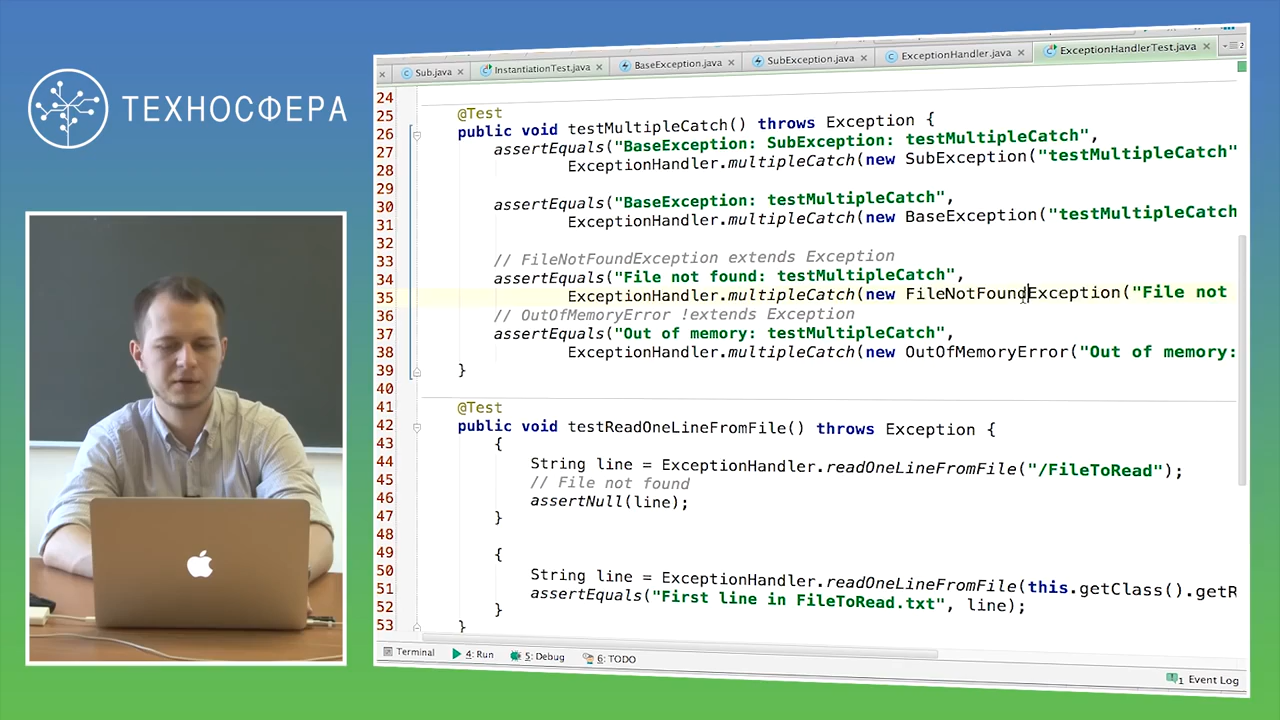 ТЕХНОСФЕРА
Sub.java InstantiationTest.java BaseException.java SubException.java ExceptionHandler.java ExceptionHandlerTest.java 2
24
25 @Test
26 public void testMultipleCatch() throws Exception {
27 assertEquals("BaseException: SubException: testMultipleCatch",
28 ExceptionHandler.multipleCatch(new SubException("testMultipleCatch"
29
30 assertEquals("BaseException: testMultipleCatch",
31 ExceptionHandler.multipleCatch(new BaseException("testMultipleCatch
32
33 // FileNotFoundException extends Exception
34 assertEquals("File not found: testMultipleCatch",
35 ExceptionHandler.multipleCatch(new FileNotFoundException("File not
36 // OutOfMemoryError !extends Exception
37 assertEquals("Out of memory: testMultipleCatch",
38 ExceptionHandler.multipleCatch(new OutOfMemoryError("Out of memory:
39 }
40
41 @Test
42 public void testReadOneLineFromFile() throws Exception {
43 {
44 String line = ExceptionHandler.readOneLineFromFile("/FileToRead");
45 // File not found
46 assertNull(line);
47 }
48
49 {
50 String line = ExceptionHandler.readOneLineFromFile(this.getClass().getR
51 assertEquals("First line in FileToRead.txt", line);
52 }
53 }
Terminal 4: Run 5: Debug 6: TODO
1 Event Log